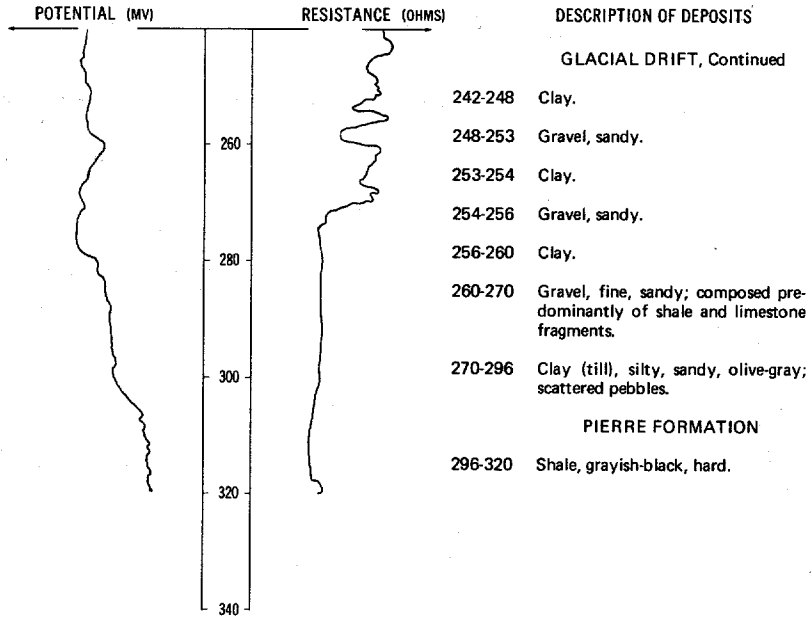 POTENTIAL (MV)
RESISTANCE (OHMS)
DESCRIPTION OF DEPOSITS
GLACIAL DRIFT, Continued
242-248 Clay.
248-253 Gravel, sandy.
253-254 Clay.
254-256 Gravel, sandy.
256-260 Clay.
260-270 Gravel, fine, sandy; composed pre-
dominantly of shale and limestone
fragments.
270-296 Clay (till), silty, sandy, olive-gray;
scattered pebbles.
PIERRE FORMATION
296-320 Shale, grayish-black, hard.
260
280
300
320
340